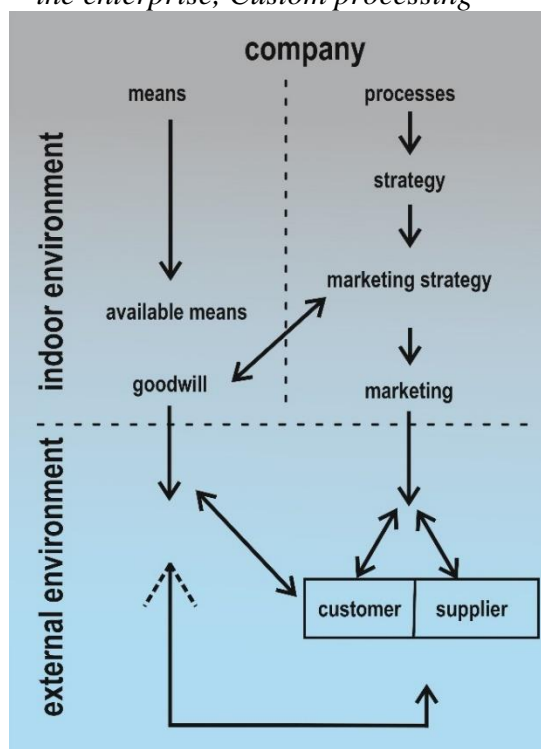 the enterprise; Custom processing
company
means
processes
strategy
marketing strategy
available means
goodwill
marketing
indoor environment
external environment
customer
supplier